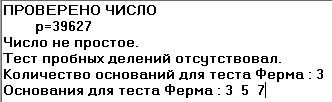 ПРОВЕРЕНО ЧИСЛО
p=39627
Число не простое.
Тест пробных делений отсутствовал.
Количество оснований для теста Ферма : 3
Основания для теста Ферма : 3 5 7